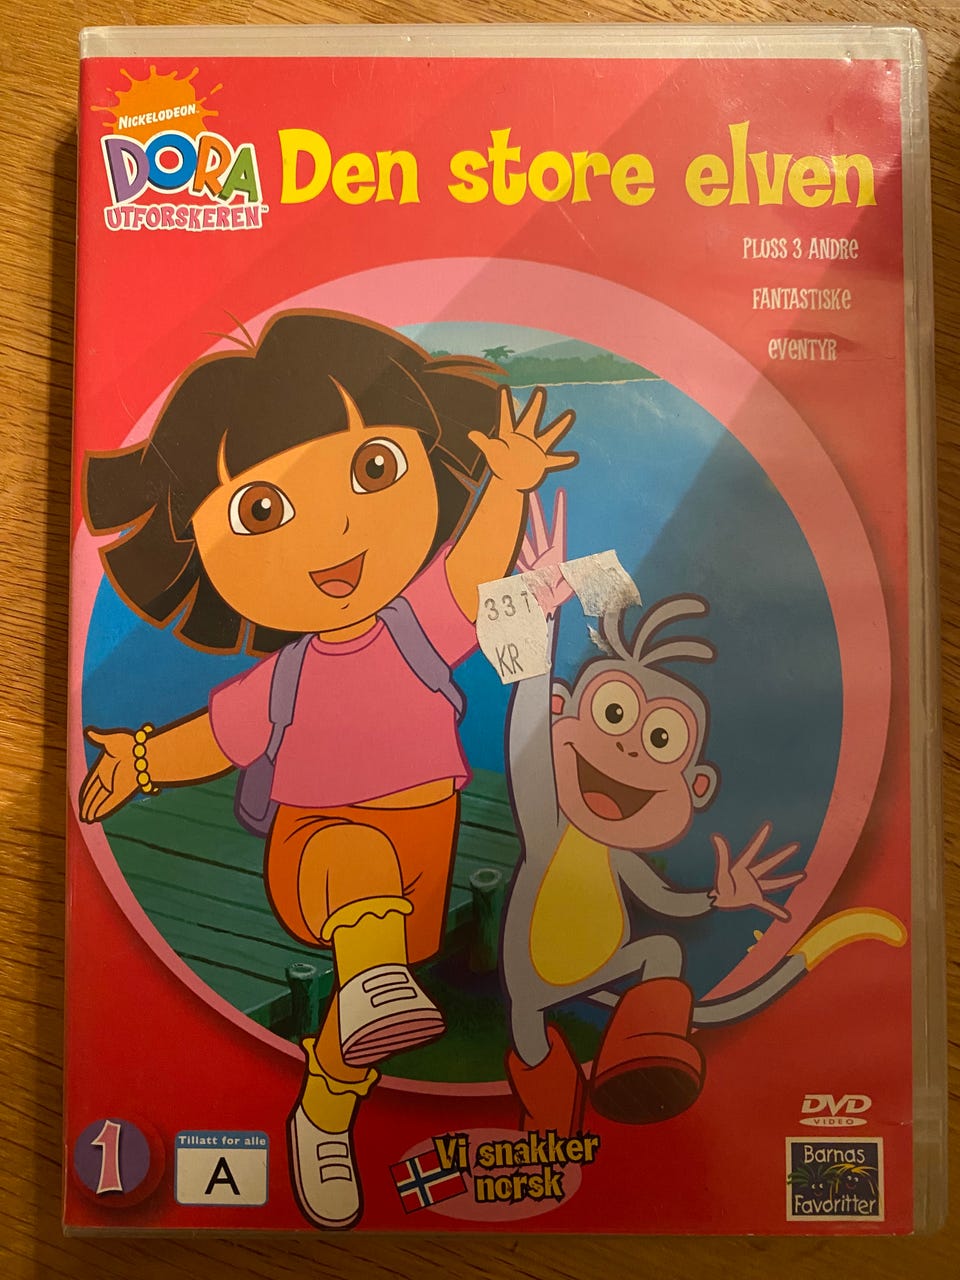 NICKELODEON
DORA
UTFORSKEREN™
Den store elven
PLUSS 3 ANDRE
FANTASTISKE
EVENTYR
KR
1
Tillatt for alle
A
Vi snakker
norsk
DVD
VIDEO
Barnas
Favoritter